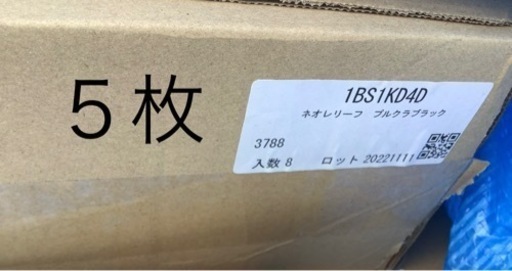 5枚
1BS1KD4D
ネオレリーフ プルクラブラック
3788
入数 8 ロット 20221111